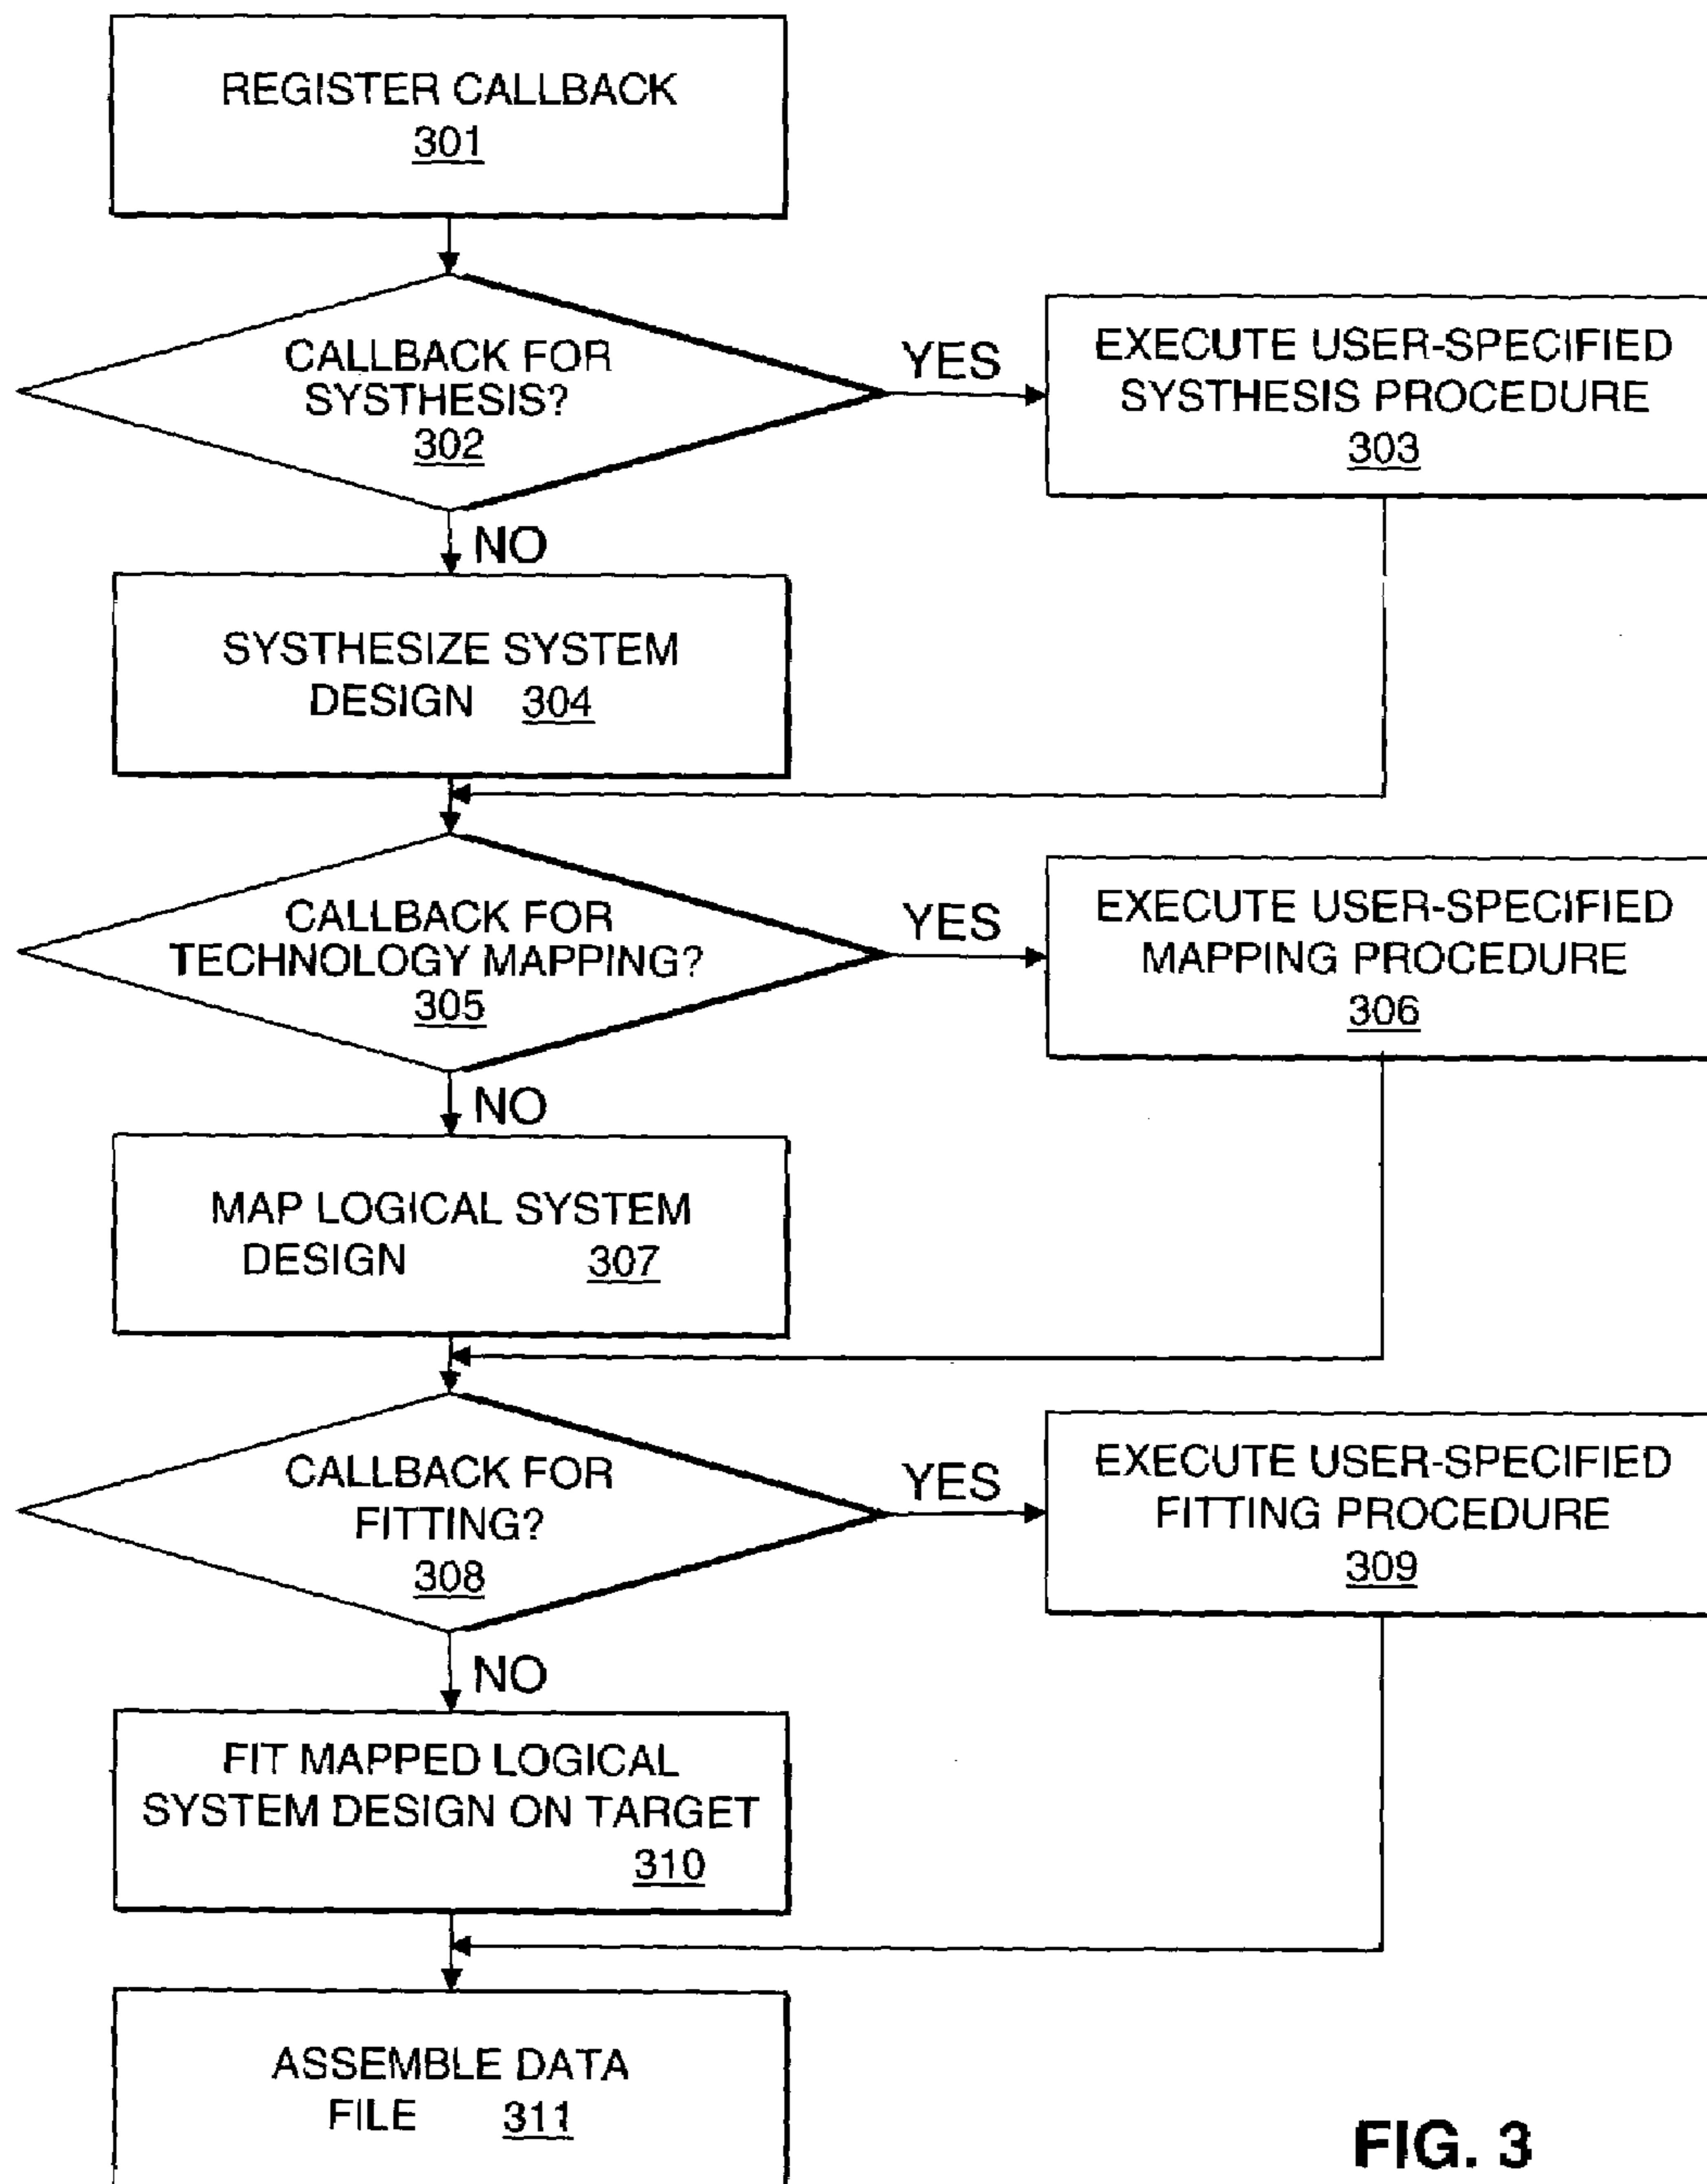 REGISTER CALLBACK
301
CALLBACK FOR
SYSTHESIS?
302
YES
EXECUTE USER-SPECIFIED
SYSTHESIS PROCEDURE
303
NO
SYSTHESIZE SYSTEM
DESIGN 304
CALLBACK FOR
TECHNOLOGY MAPPING?
305
YES
EXECUTE USER-SPECIFIED
MAPPING PROCEDURE
306
NO
MAP LOGICAL SYSTEM
DESIGN 307
CALLBACK FOR
FITTING?
308
YES
EXECUTE USER-SPECIFIED
FITTING PROCEDURE
309
NO
FIT MAPPED LOGICAL
SYSTEM DESIGN ON TARGET
310
ASSEMBLE DATA
FILE 311
FIG. 3